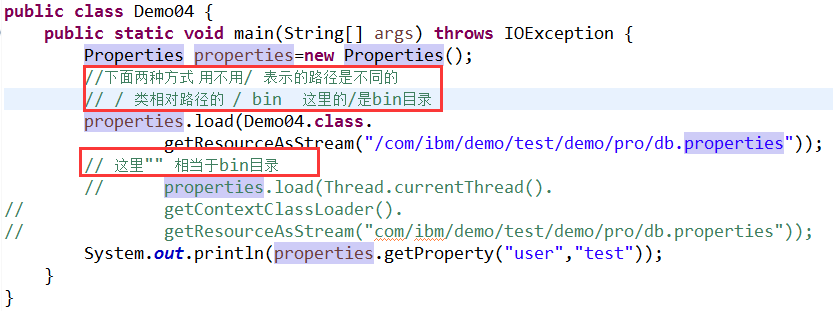 public class Demo04 {
public static void main(String[] args) throws IOException {
Properties properties=new Properties();
//下面两种方式 用不用/ 表示的路径是不同的
// / 类相对路径的 / bin 这里的/是bin目录
properties.load(Demo04.class.
getResourceAsStream("/com/ibm/demo/test/demo/pro/db.properties"));
// 这里"" 相当于bin目录
// properties.load(Thread.currentThread().
// getContextClassLoader().
// getResourceAsStream("com/ibm/demo/test/demo/pro/db.properties"));
System.out.println(properties.getProperty("user","test"));
}
}